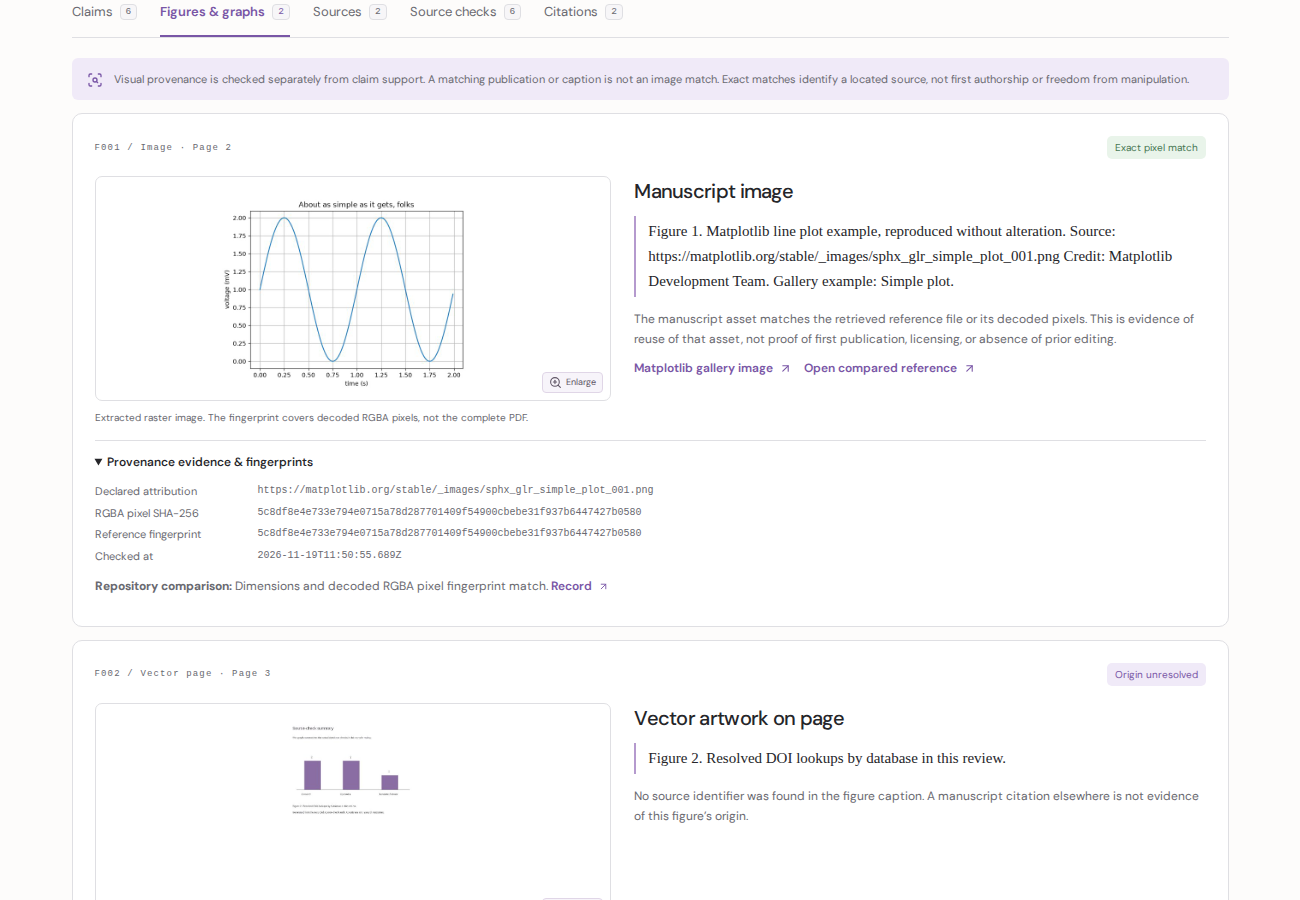 Claims 6 Figures & graphs 2 Sources 2 Source checks 6 Citations 2
Visual provenance is checked separately from claim support. A matching publication or caption is not an image match. Exact matches identify a located source, not first authorship or freedom from manipulation.
F001 / Image · Page 2
Exact pixel match
About as simple as it gets, folks
2.00
1.75
1.50
1.25
1.00
0.75
0.50
0.25
0.00
voltage (mV)
0.00 0.25 0.50 0.75 1.00 1.25 1.50 1.75 2.00
time (s)
Enlarge
Extracted raster image. The fingerprint covers decoded RGBA pixels, not the complete PDF.
Manuscript image
Figure 1. Matplotlib line plot example, reproduced without alteration. Source:
https://matplotlib.org/stable/_images/sphx_glr_simple_plot_001.png Credit: Matplotlib
Development Team. Gallery example: Simple plot.
The manuscript asset matches the retrieved reference file or its decoded pixels. This is evidence of
reuse of that asset, not proof of first publication, licensing, or absence of prior editing.
Matplotlib gallery image Open compared reference
Provenance evidence & fingerprints
Declared attribution https://matplotlib.org/stable/_images/sphx_glr_simple_plot_001.png
RGBA pixel SHA-256 5c8df8e4e733e794e0715a78d287701409f54900cbebe31f937b6447427b0580
Reference fingerprint 5c8df8e4e733e794e0715a78d287701409f54900cbebe31f937b6447427b0580
Checked at 2026-11-19T11:50:55.689Z
Repository comparison: Dimensions and decoded RGBA pixel fingerprint match. Record
F002 / Vector page · Page 3
Origin unresolved
Source-check summary
Vector artwork on page
Figure 2. Resolved DOI lookups by database in this review.
No source identifier was found in the figure caption. A manuscript citation elsewhere is not evidence
of this figure's origin.